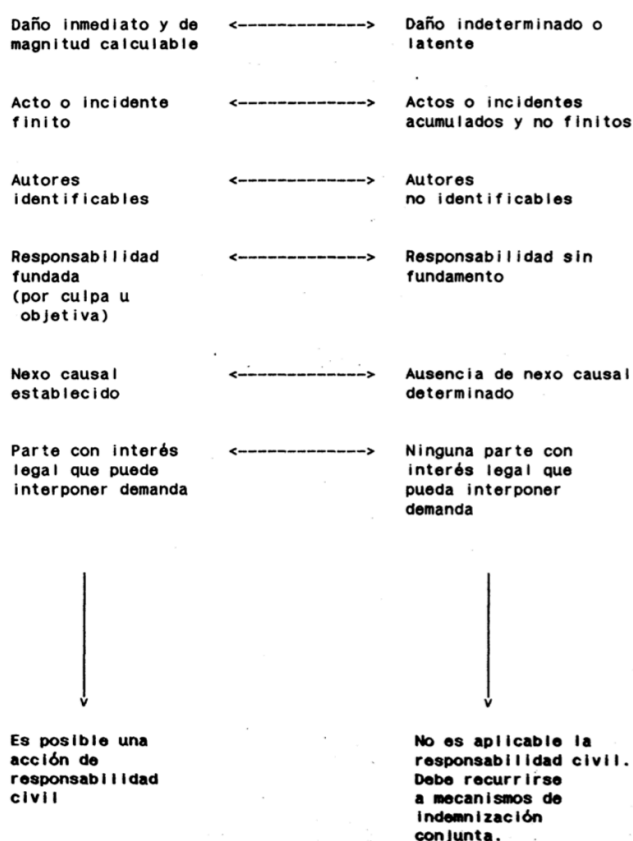 Daño inmediato y de <------------> Daño indeterminado o
magnitud calculable latente
Acto o incidente <------------> Actos o incidentes
finito acumulados y no finitos
Autores <------------> Autores
identificables no identificables
Responsabilidad <------------> Responsabilidad sin
fundada fundamento
(por culpa u
objetiva)
Nexo causal <------------> Ausencia de nexo causal
establecido determinado
Parte con interés <------------> Ninguna parte con
legal que puede interés legal que
interponer demanda pueda interponer
demanda
Es posible una No es aplicable la
acción de responsabilidad civil.
responsabilidad Debe recurrirse
civil a mecanismos de
indemnización
conjunta.